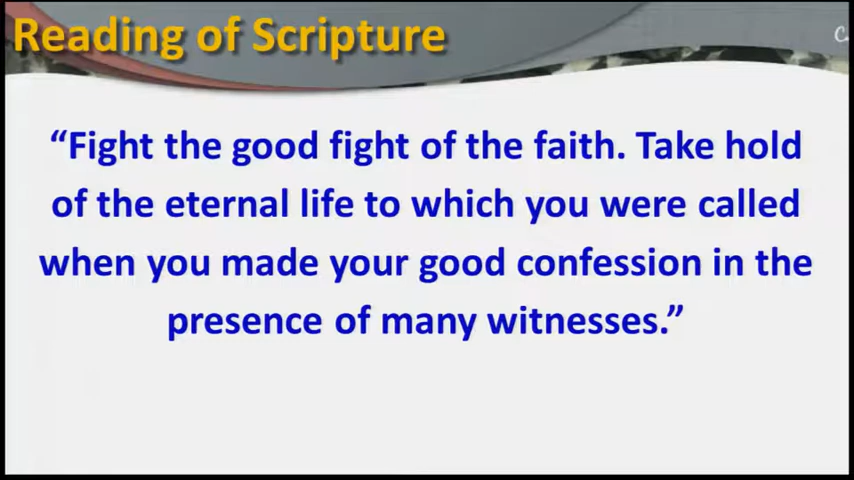 Reading of Scripture
“Fight the good fight of the faith. Take hold
of the eternal life to which you were called
when you made your good confession in the
presence of many witnesses.”